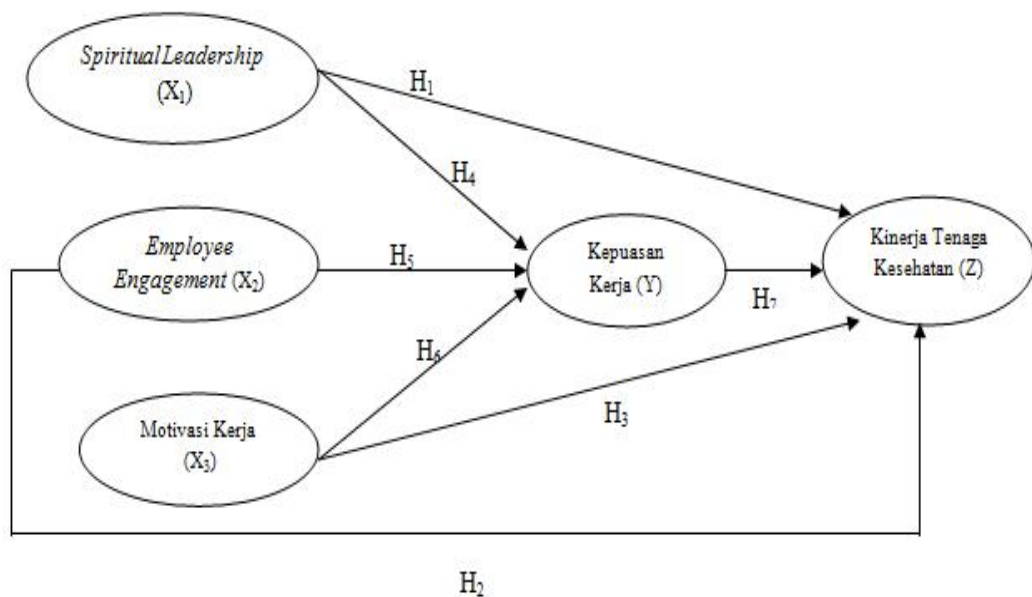 Spiritual Leadership
(X₁)
H₁
H₄
Employee
Engagement (X₂)
H₅
Kepuasan
Kerja (Y)
H₇
Kinerja Tenaga
Kesehatan (Z)
H₆
Motivasi Kerja
(X₃)
H₃
H₂